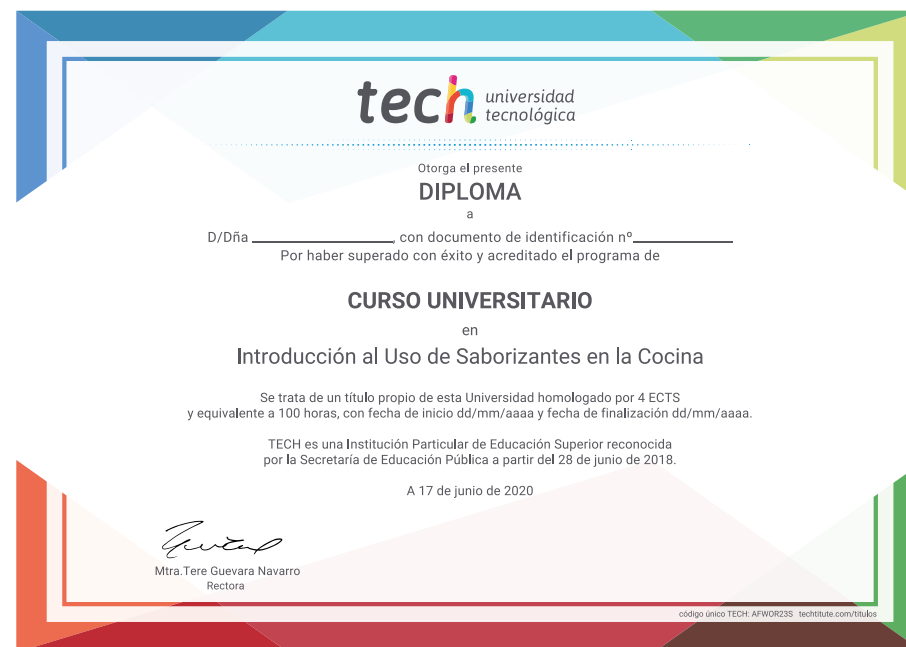 tech universidad
tecnológica
Otorga el presente
DIPLOMA
a
D/Dña ____________________, con documento de identificación nº______________
Por haber superado con éxito y acreditado el programa de
CURSO UNIVERSITARIO
en
Introducción al Uso de Saborizantes en la Cocina
Se trata de un título propio de esta Universidad homologado por 4 ECTS
y equivalente a 100 horas, con fecha de inicio dd/mm/aaaa y fecha de finalización dd/mm/aaaa.
TECH es una Institución Particular de Educación Superior reconocida
por la Secretaría de Educación Pública a partir del 28 de junio de 2018.
A 17 de junio de 2020
Mtra.Tere Guevara Navarro
Rectora
código único TECH: AFWOR23S techtitute.com/titulos